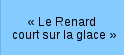 « Le Renard
court sur la glace »